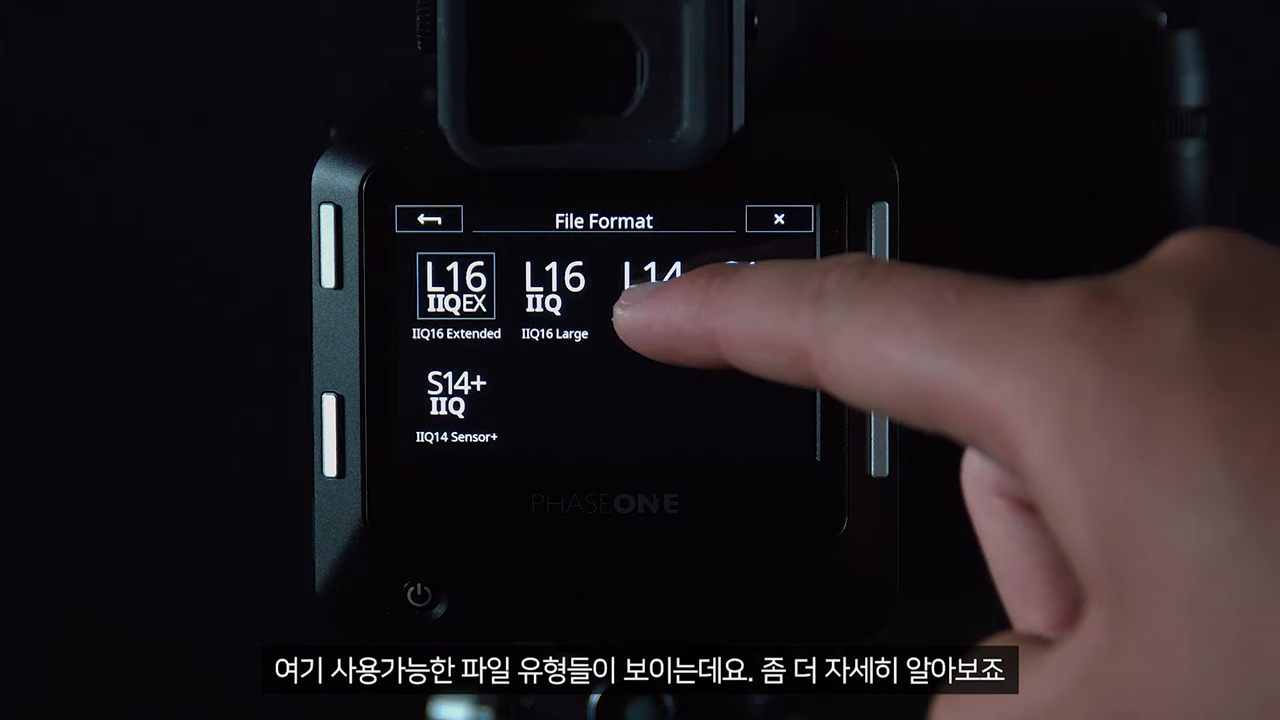 File Format
L16 L16 L14
IIQEX IIQ
IIQ16 Extended IIQ16 Large
S14+
IIQ
IIQ14 Sensor+
PHASEONE
여기 사용가능한 파일 유형들이 보이는데요. 좀 더 자세히 알아보죠